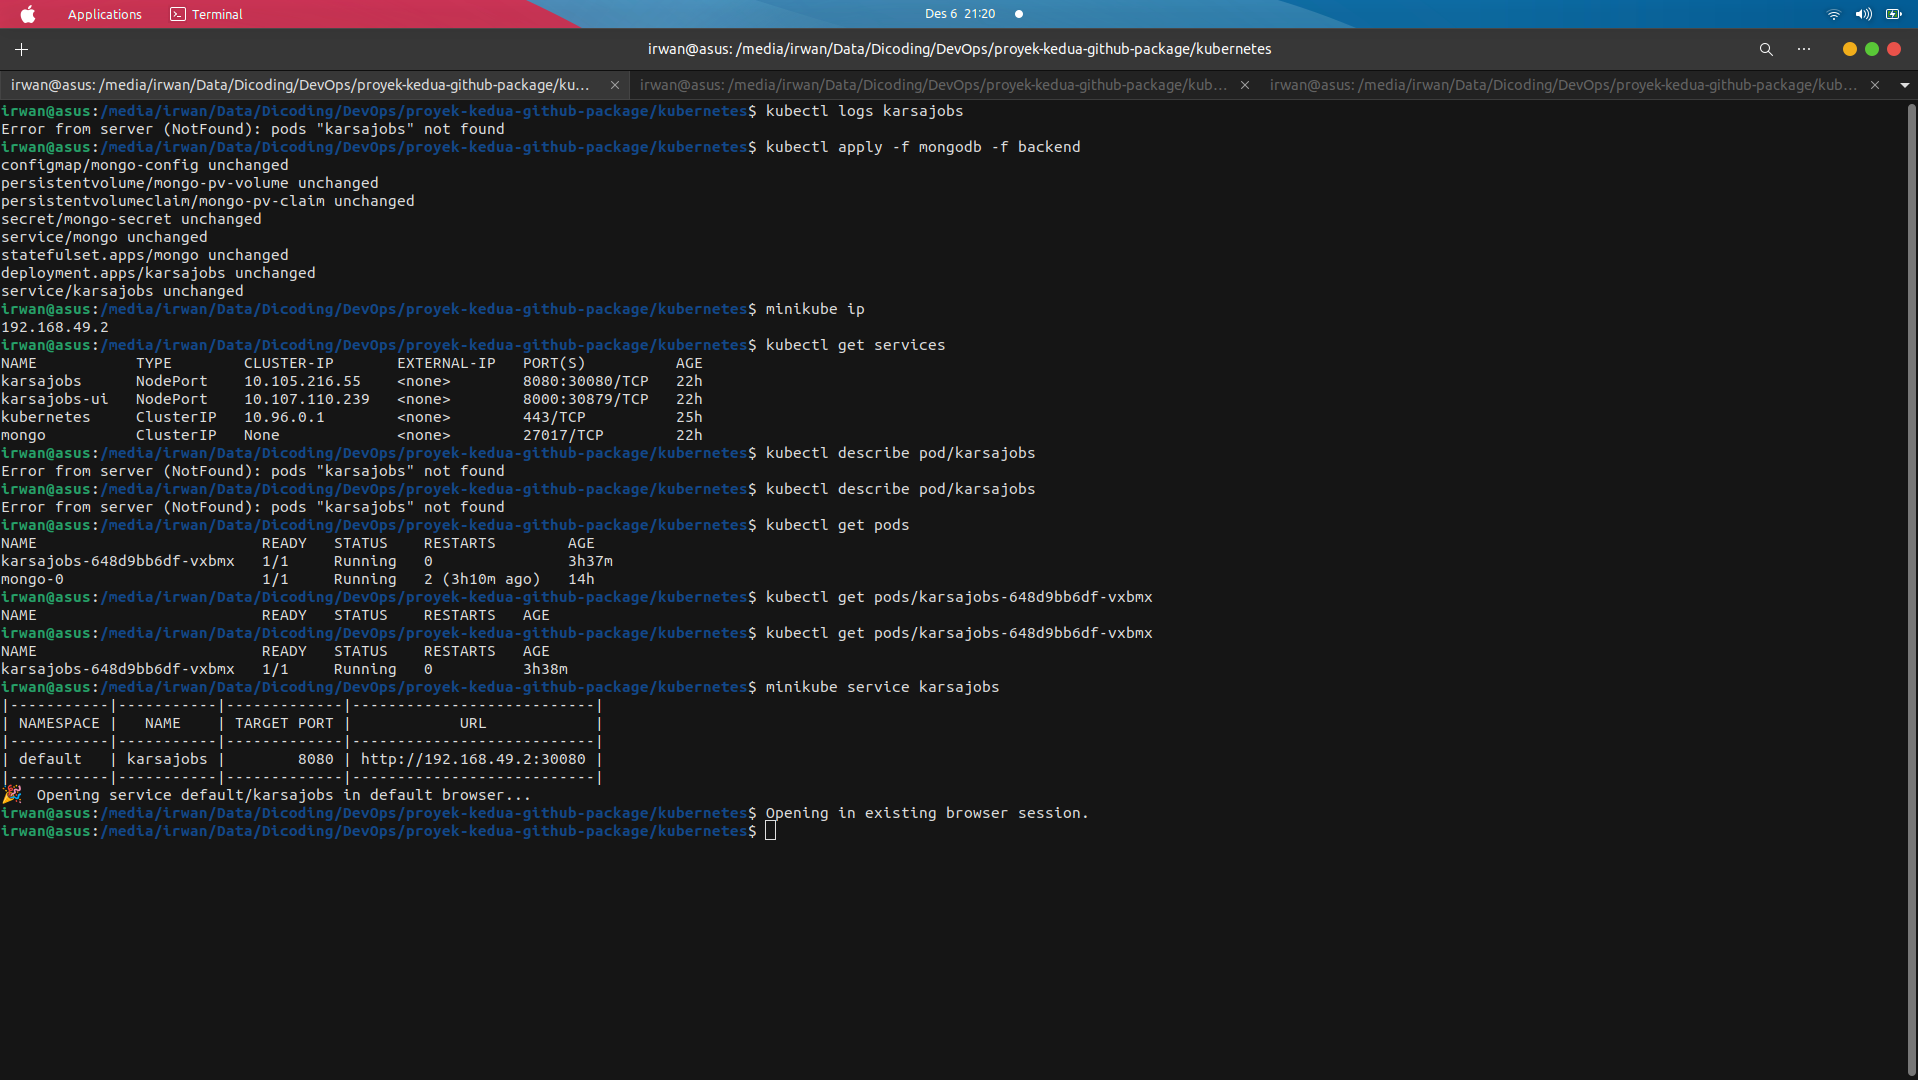 Applications Terminal Des 6 21:20
irwan@asus: /media/irwan/Data/Dicoding/DevOps/proyek-kedua-github-package/kubernetes
irwan@asus: /media/irwan/Data/Dicoding/DevOps/proyek-kedua-github-package/ku... irwan@asus: /media/irwan/Data/Dicoding/DevOps/proyek-kedua-github-package/kub... irwan@asus: /media/irwan/Data/Dicoding/DevOps/proyek-kedua-github-package/kub...
irwan@asus:/media/irwan/Data/Dicoding/DevOps/proyek-kedua-github-package/kubernetes$ kubectl logs karsajobs
Error from server (NotFound): pods "karsajobs" not found
irwan@asus:/media/irwan/Data/Dicoding/DevOps/proyek-kedua-github-package/kubernetes$ kubectl apply -f mongodb -f backend
configmap/mongo-config unchanged
persistentvolume/mongo-pv-volume unchanged
persistentvolumeclaim/mongo-pv-claim unchanged
secret/mongo-secret unchanged
service/mongo unchanged
statefulset.apps/mongo unchanged
deployment.apps/karsajobs unchanged
service/karsajobs unchanged
irwan@asus:/media/irwan/Data/Dicoding/DevOps/proyek-kedua-github-package/kubernetes$ minikube ip
192.168.49.2
irwan@asus:/media/irwan/Data/Dicoding/DevOps/proyek-kedua-github-package/kubernetes$ kubectl get services
NAME           TYPE        CLUSTER-IP       EXTERNAL-IP   PORT(S)          AGE
karsajobs      NodePort    10.105.216.55    <none>        8080:30080/TCP   22h
karsajobs-ui   NodePort    10.107.110.239   <none>        8000:30879/TCP   22h
kubernetes     ClusterIP   10.96.0.1        <none>        443/TCP          25h
mongo          ClusterIP   None             <none>        27017/TCP        22h
irwan@asus:/media/irwan/Data/Dicoding/DevOps/proyek-kedua-github-package/kubernetes$ kubectl describe pod/karsajobs
Error from server (NotFound): pods "karsajobs" not found
irwan@asus:/media/irwan/Data/Dicoding/DevOps/proyek-kedua-github-package/kubernetes$ kubectl describe pod/karsajobs
Error from server (NotFound): pods "karsajobs" not found
irwan@asus:/media/irwan/Data/Dicoding/DevOps/proyek-kedua-github-package/kubernetes$ kubectl get pods
NAME                         READY   STATUS    RESTARTS        AGE
karsajobs-648d9bb6df-vxbmx   1/1     Running   0               3h37m
mongo-0                      1/1     Running   2 (3h10m ago)   14h
irwan@asus:/media/irwan/Data/Dicoding/DevOps/proyek-kedua-github-package/kubernetes$ kubectl get pods/karsajobs-648d9bb6df-vxbmx
NAME                         READY   STATUS    RESTARTS   AGE
irwan@asus:/media/irwan/Data/Dicoding/DevOps/proyek-kedua-github-package/kubernetes$ kubectl get pods/karsajobs-648d9bb6df-vxbmx
NAME                         READY   STATUS    RESTARTS   AGE
karsajobs-648d9bb6df-vxbmx   1/1     Running   0          3h38m
irwan@asus:/media/irwan/Data/Dicoding/DevOps/proyek-kedua-github-package/kubernetes$ minikube service karsajobs
|-----------|-----------|-------------|---------------------------|
| NAMESPACE |   NAME    | TARGET PORT |            URL            |
|-----------|-----------|-------------|---------------------------|
| default   | karsajobs |        8080 | http://192.168.49.2:30080 |
|-----------|-----------|-------------|---------------------------|
🎉  Opening service default/karsajobs in default browser...
irwan@asus:/media/irwan/Data/Dicoding/DevOps/proyek-kedua-github-package/kubernetes$ Opening in existing browser session.
irwan@asus:/media/irwan/Data/Dicoding/DevOps/proyek-kedua-github-package/kubernetes$